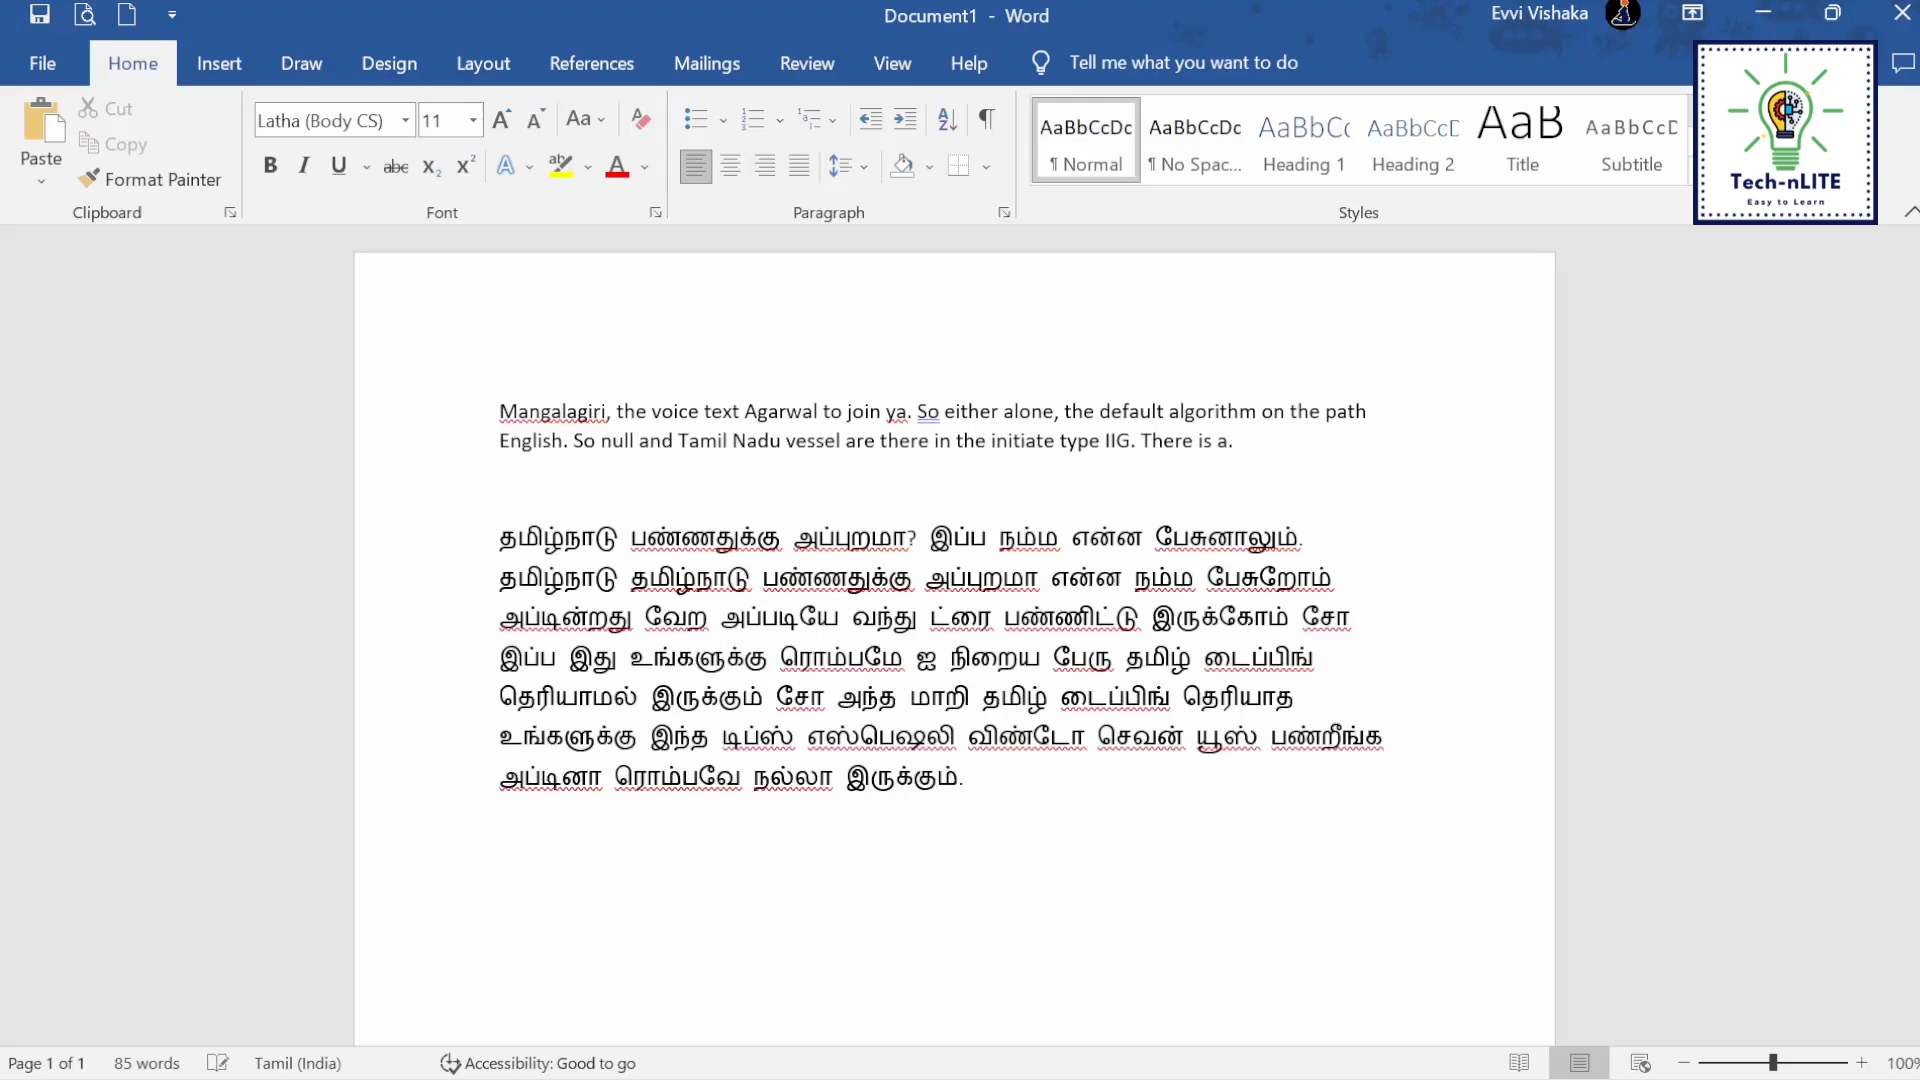 Document1 - Word
Evvi Vishaka
File Home Insert Draw Design Layout References Mailings Review View Help Tell me what you want to do
Cut
Copy
Paste
Format Painter
Latha (Body CS) 11
Aa
B I U abc X₂ X² A A
AaBbCcDc AaBbCcDc AaBbCc AaBbCcD AaB AaBbCcD
¶ Normal ¶ No Spac... Heading 1 Heading 2 Title Subtitle
Clipboard Font Paragraph Styles
Tech-nLITE
Easy to Learn
Mangalagiri, the voice text Agarwal to join ya. So either alone, the default algorithm on the path
English. So null and Tamil Nadu vessel are there in the initiate type IIG. There is a.
தமிழ்நாடு பண்ணதுக்கு அப்புறமா? இப்ப நம்ம என்ன பேசுனாலும்.
தமிழ்நாடு தமிழ்நாடு பண்ணதுக்கு அப்புறமா என்ன நம்ம பேசுறோம்
அப்டின்றது வேற அப்படியே வந்து ட்ரை பண்ணிட்டு இருக்கோம் சோ
இப்ப இது உங்களுக்கு ரொம்பமே ஐ நிறைய பேரு தமிழ் டைப்பிங்
தெரியாமல் இருக்கும் சோ அந்த மாறி தமிழ் டைப்பிங் தெரியாத
உங்களுக்கு இந்த டிப்ஸ் எஸ்பெஷலி விண்டோ செவன் யூஸ் பண்றீங்க
அப்டினா ரொம்பவே நல்லா இருக்கும்.
Page 1 of 1 85 words Tamil (India) Accessibility: Good to go 100%